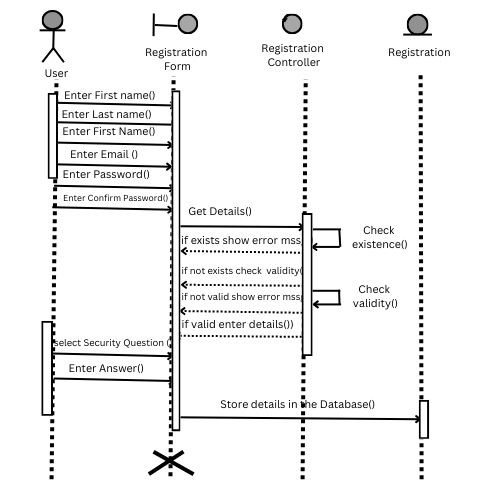 User
Registration
Form
Registration
Controller
Registration
Enter First name()
Enter Last name()
Enter First Name()
Enter Email ()
Enter Password()
Enter Confirm Password()
Get Details()
if exists show error mss
Check
existence()
if not exists check validity(
if not valid show error mss
Check
validity()
if valid enter details())
select Security Question (
Enter Answer()
Store details in the Database()